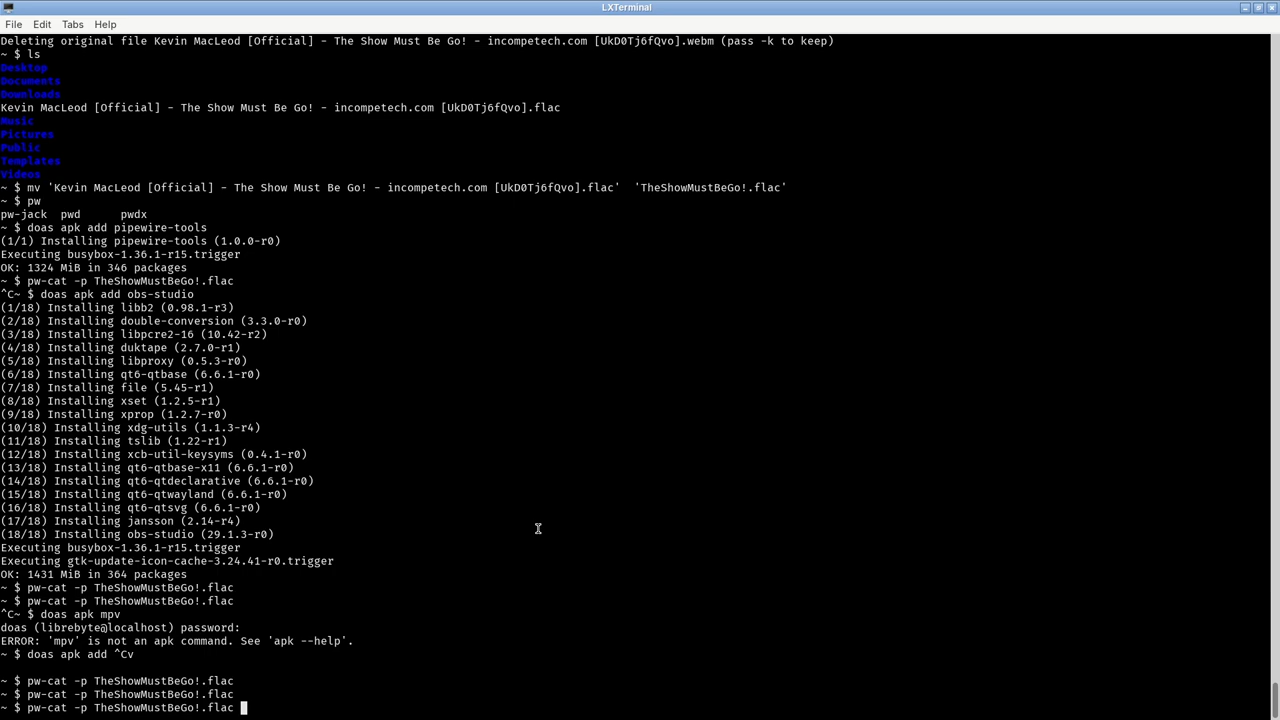 LXTerminal
File Edit Tabs Help
Deleting original file Kevin MacLeod [Official] - The Show Must Be Go! - incompetech.com [UkD0Tj6fQvo].webm (pass -k to keep)
~ $ ls
Desktop
Documents
Downloads
Kevin MacLeod [Official] - The Show Must Be Go! - incompetech.com [UkD0Tj6fQvo].flac
Music
Pictures
Public
Templates
Videos
~ $ mv 'Kevin MacLeod [Official] - The Show Must Be Go! - incompetech.com [UkD0Tj6fQvo].flac'  'TheShowMustBeGo!.flac'
~ $ pw
pw-jack  pwd      pwdx
~ $ doas apk add pipewire-tools
(1/1) Installing pipewire-tools (1.0.0-r0)
Executing busybox-1.36.1-r15.trigger
OK: 1324 MiB in 346 packages
~ $ pw-cat -p TheShowMustBeGo!.flac
^C~ $ doas apk add obs-studio
(1/18) Installing libb2 (0.98.1-r3)
(2/18) Installing double-conversion (3.3.0-r0)
(3/18) Installing libpcre2-16 (10.42-r2)
(4/18) Installing duktape (2.7.0-r1)
(5/18) Installing libproxy (0.5.3-r0)
(6/18) Installing qt6-qtbase (6.6.1-r0)
(7/18) Installing file (5.45-r1)
(8/18) Installing xset (1.2.5-r1)
(9/18) Installing xprop (1.2.7-r0)
(10/18) Installing xdg-utils (1.1.3-r4)
(11/18) Installing tslib (1.22-r1)
(12/18) Installing xcb-util-keysyms (0.4.1-r0)
(13/18) Installing qt6-qtbase-x11 (6.6.1-r0)
(14/18) Installing qt6-qtdeclarative (6.6.1-r0)
(15/18) Installing qt6-qtwayland (6.6.1-r0)
(16/18) Installing qt6-qtsvg (6.6.1-r0)
(17/18) Installing jansson (2.14-r4)
(18/18) Installing obs-studio (29.1.3-r0)
Executing busybox-1.36.1-r15.trigger
Executing gtk-update-icon-cache-3.24.41-r0.trigger
OK: 1431 MiB in 364 packages
~ $ pw-cat -p TheShowMustBeGo!.flac
~ $ pw-cat -p TheShowMustBeGo!.flac
^C~ $ doas apk mpv
doas (librebyte@localhost) password:
ERROR: 'mpv' is not an apk command. See 'apk --help'.
~ $ doas apk add ^Cv
~ $ pw-cat -p TheShowMustBeGo!.flac
~ $ pw-cat -p TheShowMustBeGo!.flac
~ $ pw-cat -p TheShowMustBeGo!.flac